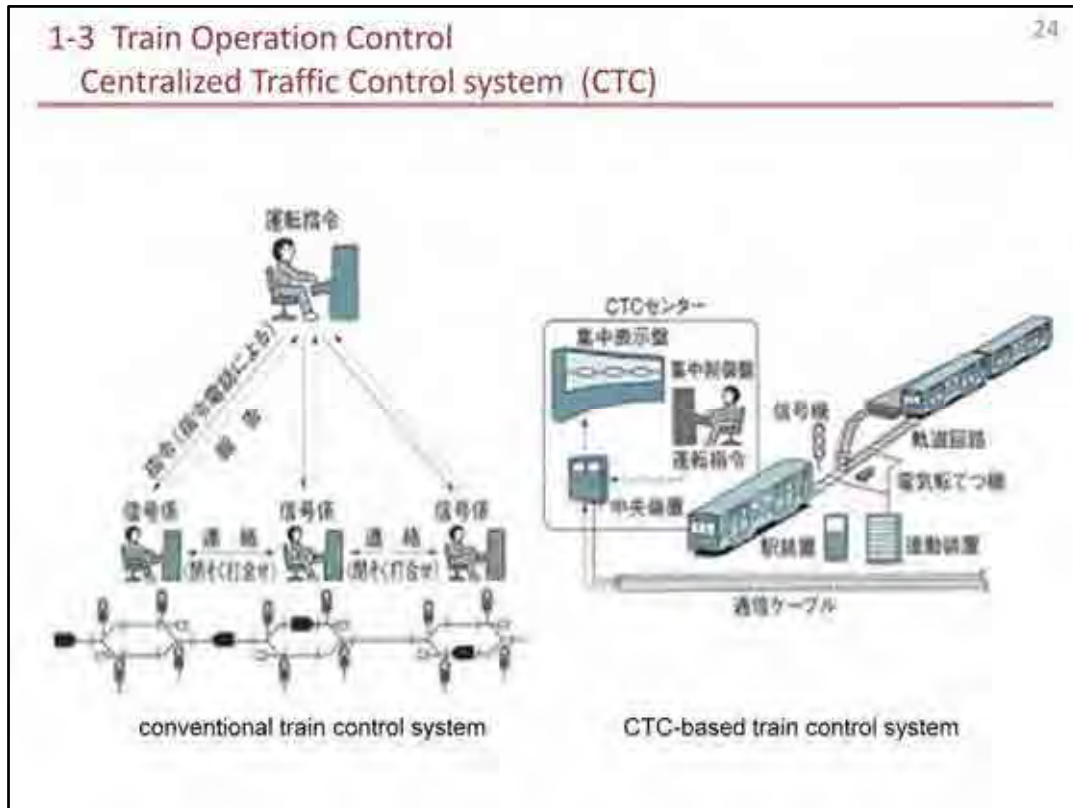 24
1-3 Train Operation Control
Centralized Traffic Control system (CTC)
運転指令
指令(指令電話による)
報告
信号係
信号係
信号係
連絡
(閉そく打合せ)
連絡
(閉そく打合せ)
CTCセンター
集中表示盤
集中制御盤
運転指令
中央装置
信号機
軌道回路
電気転てつ機
駅装置
連動装置
通信ケーブル
conventional train control system
CTC-based train control system